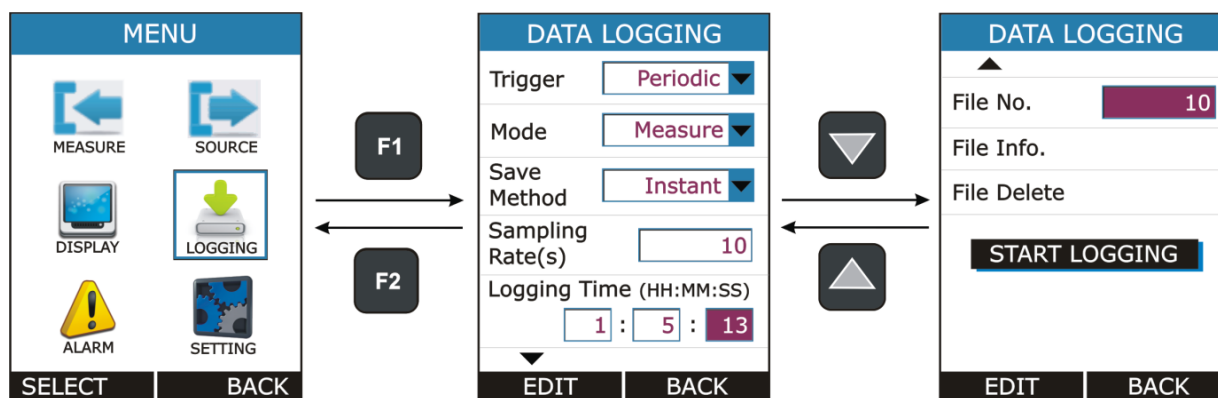 MENU
MEASURE
SOURCE
DISPLAY
LOGGING
ALARM
SETTING
SELECT
BACK
F1
F2
DATA LOGGING
Trigger
Periodic
Mode
Measure
Save
Method
Instant
Sampling
Rate(s)
10
Logging Time (HH:MM:SS)
1 : 5 : 13
EDIT
BACK
DATA LOGGING
File No.
10
File Info.
File Delete
START LOGGING
EDIT
BACK